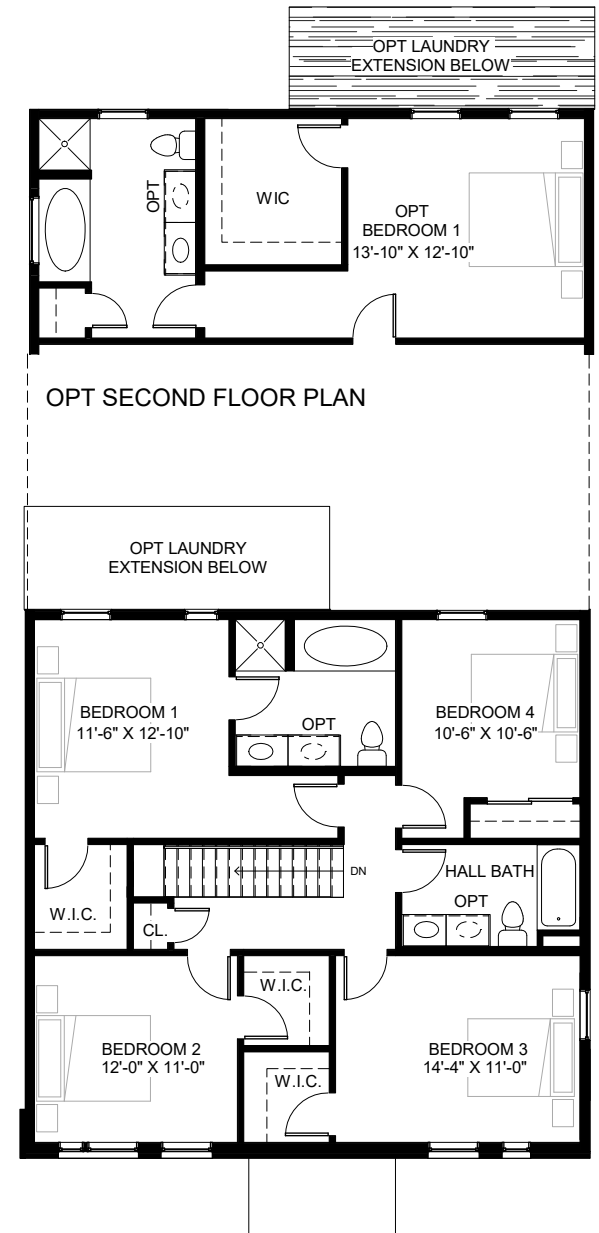 OPT LAUNDRY
EXTENSION BELOW
OPT
WIC
OPT
BEDROOM 1
13'-10" X 12'-10"
OPT SECOND FLOOR PLAN
OPT LAUNDRY
EXTENSION BELOW
BEDROOM 1
11'-6" X 12'-10"
OPT
BEDROOM 4
10'-6" X 10'-6"
DN
HALL BATH
OPT
W.I.C.
CL.
W.I.C.
BEDROOM 2
12'-0" X 11'-0"
BEDROOM 3
14'-4" X 11'-0"
W.I.C.